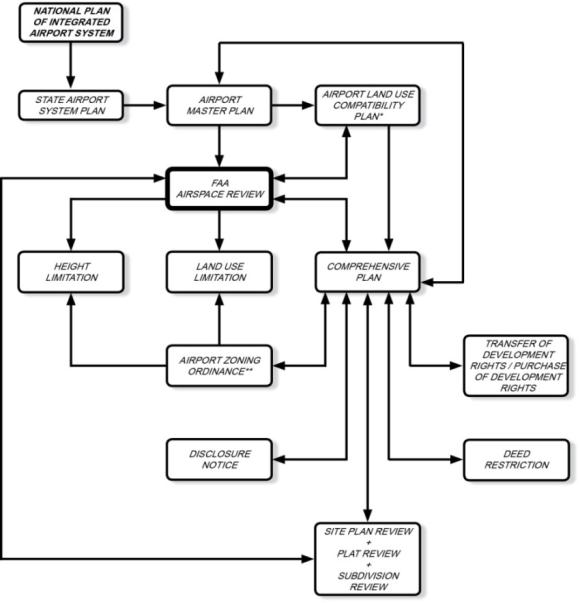 NATIONAL PLAN
OF INTEGRATED
AIRPORT SYSTEM
STATE AIRPORT
SYSTEM PLAN
AIRPORT
MASTER PLAN
AIRPORT LAND USE
COMPATIBILITY
PLAN*
FAA
AIRSPACE REVIEW
HEIGHT
LIMITATION
LAND USE
LIMITATION
COMPREHENSIVE
PLAN
AIRPORT ZONING
ORDINANCE**
TRANSFER OF
DEVELOPMENT
RIGHTS / PURCHASE
OF DEVELOPMENT
RIGHTS
DISCLOSURE
NOTICE
DEED
RESTRICTION
SITE PLAN REVIEW
+
PLAT REVIEW
+
SUBDIVISION
REVIEW